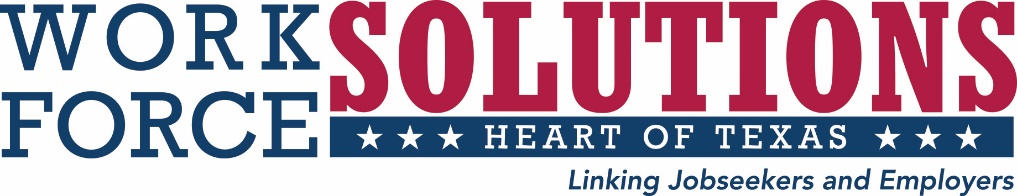 WORK
FORCE
SOLUTIONS
★ ★ ★ HEART OF TEXAS ★ ★ ★
Linking Jobseekers and Employers